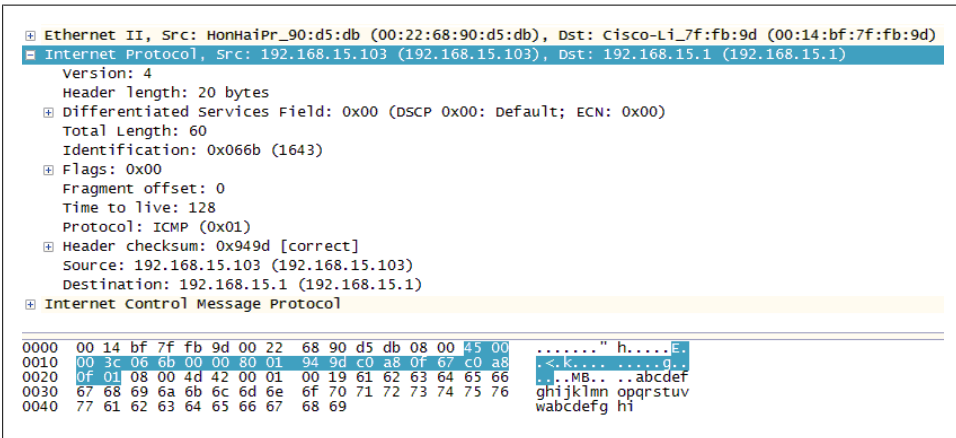 Ethernet II, Src: HonHaiPr_90:d5:db (00:22:68:90:d5:db), Dst: Cisco-Li_7f:fb:9d (00:14:bf:7f:fb:9d)
Internet Protocol, Src: 192.168.15.103 (192.168.15.103), Dst: 192.168.15.1 (192.168.15.1)
Version: 4
Header length: 20 bytes
Differentiated Services Field: 0x00 (DSCP 0x00: Default; ECN: 0x00)
Total Length: 60
Identification: 0x066b (1643)
Flags: 0x00
Fragment offset: 0
Time to live: 128
Protocol: ICMP (0x01)
Header checksum: 0x949d [correct]
Source: 192.168.15.103 (192.168.15.103)
Destination: 192.168.15.1 (192.168.15.1)
Internet Control Message Protocol
0000 00 14 bf 7f fb 9d 00 22 68 90 d5 db 08 00 45 00 ......." h.....E.
0010 00 3c 06 6b 00 00 80 01 94 9d c0 a8 0f 67 c0 a8 .<.k.... .....g..
0020 0f 01 08 00 4d 42 00 01 00 19 61 62 63 64 65 66 ....MB.. ..abcdef
0030 67 68 69 6a 6b 6c 6d 6e 6f 70 71 72 73 74 75 76 ghijklmn opqrstuv
0040 77 61 62 63 64 65 66 67 68 69 wabcdefg hi